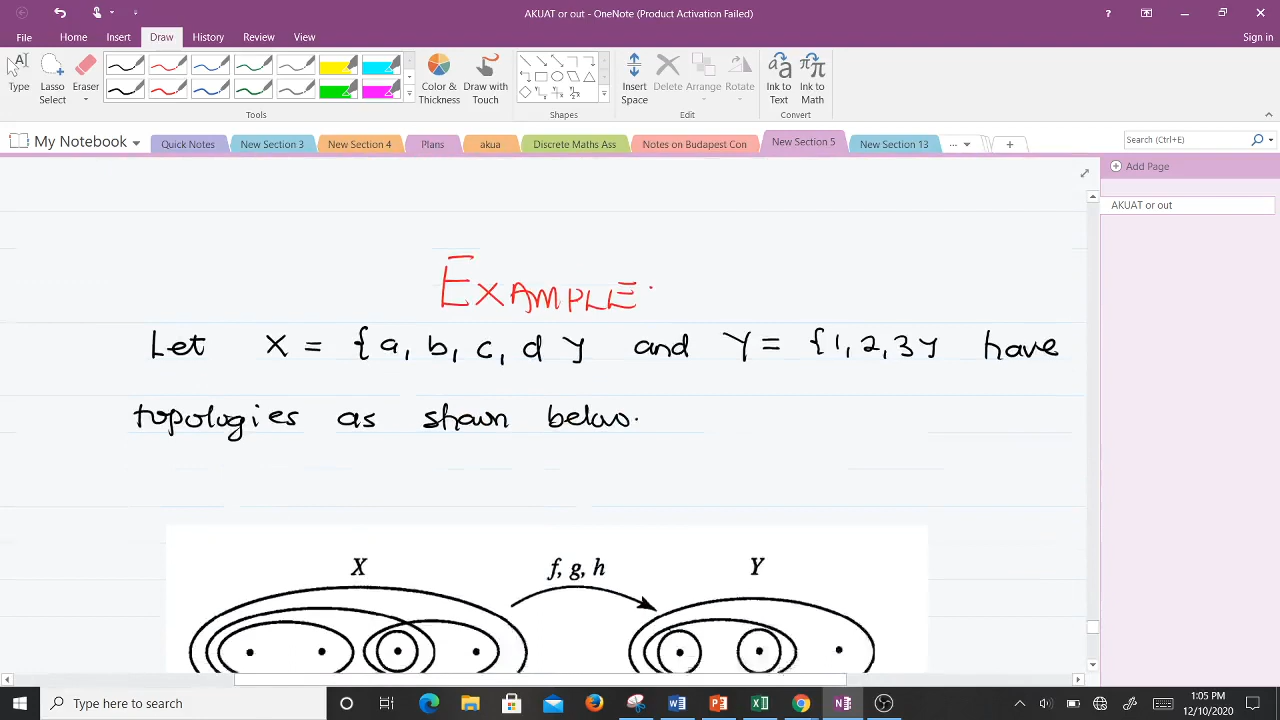 AKUAT or out - OneNote (Product Activation Failed)
File Home Insert Draw History Review View Sign in
Type Lasso Select Eraser Color & Thickness Draw with Touch Insert Space Delete Arrange Rotate Ink to Text Ink to Math
Tools Shapes Edit Convert
My Notebook Quick Notes New Section 3 New Section 4 Plans akua Discrete Maths Ass Notes on Budapest Con New Section 5 New Section 13 ... Search (Ctrl+E)
Add Page
AKUAT or out
EXAMPLE.
Let X = {a, b, c, d} and Y = {1, 2, 3} have
topologies as shown below.
X f, g, h Y
Type here to search
1:05 PM
12/10/2020